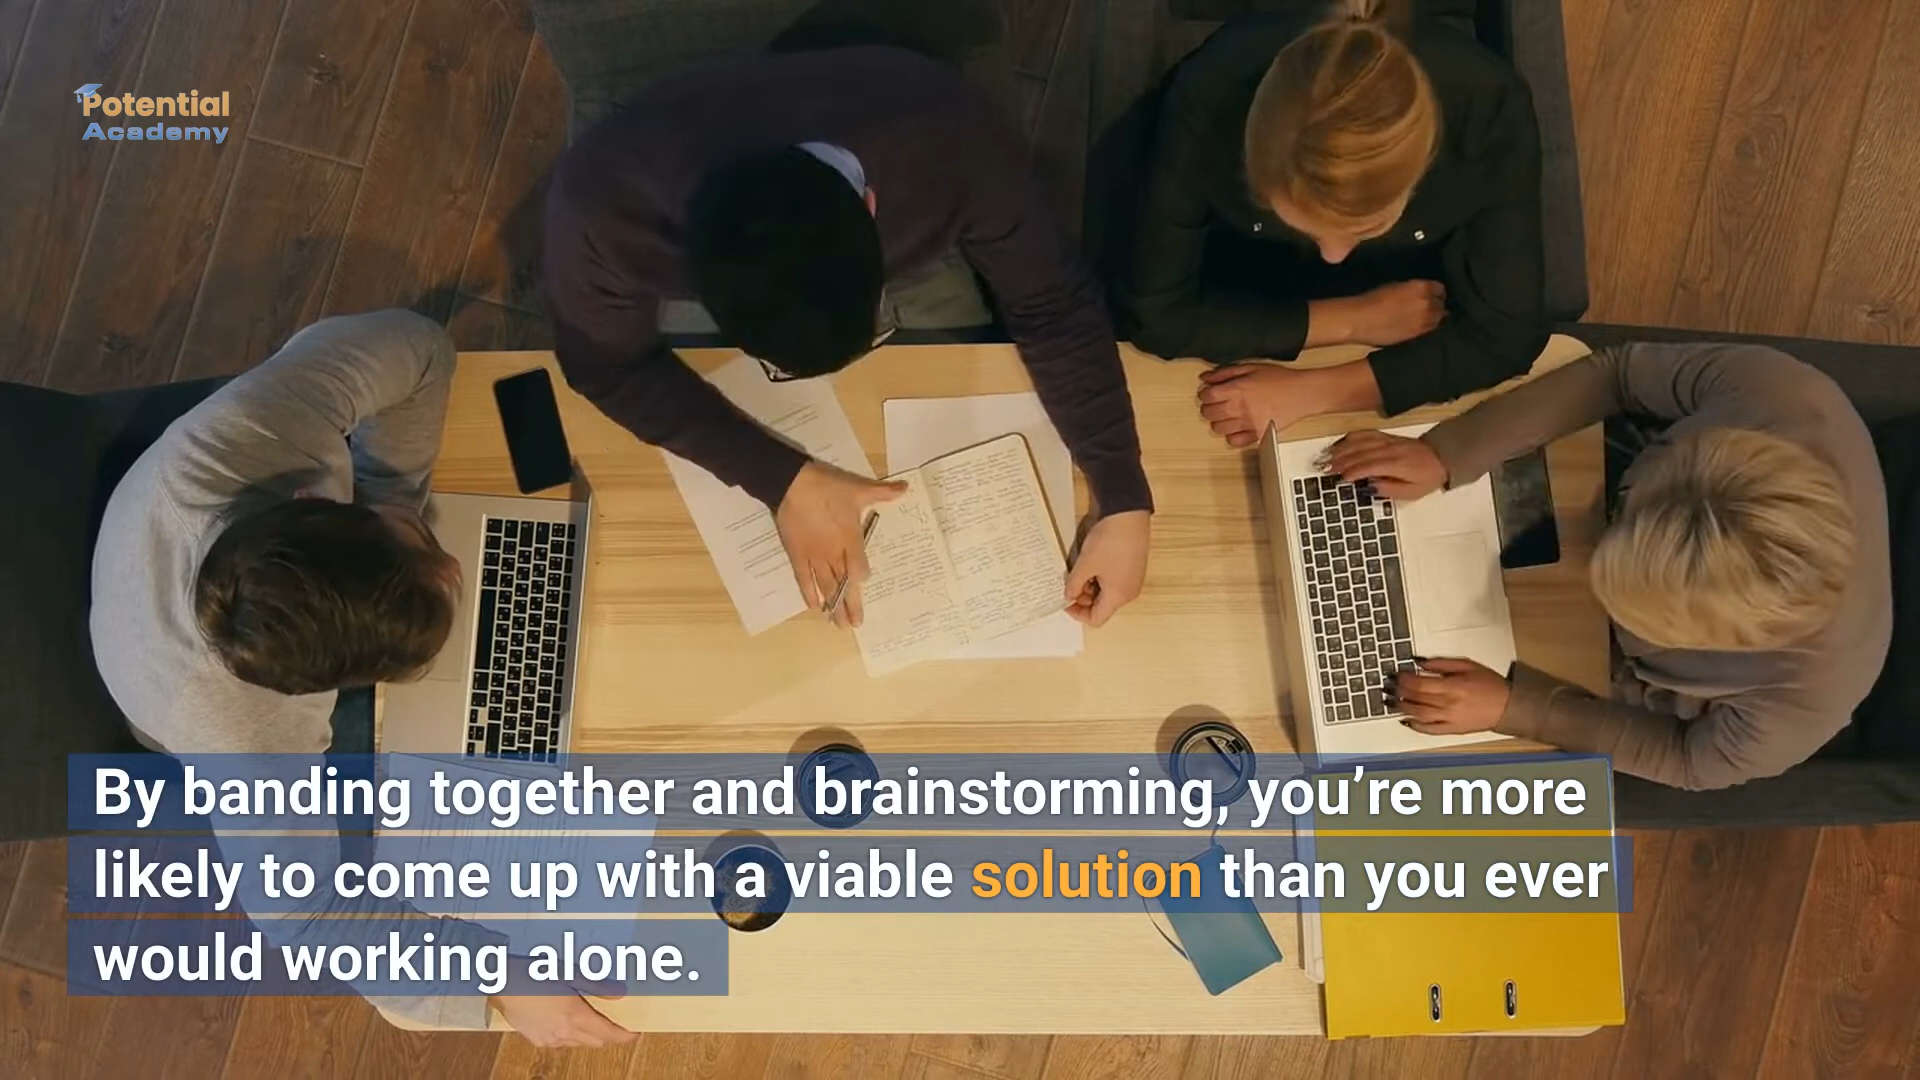 Potential
Academy
By banding together and brainstorming, you’re more
likely to come up with a viable solution than you ever
would working alone.